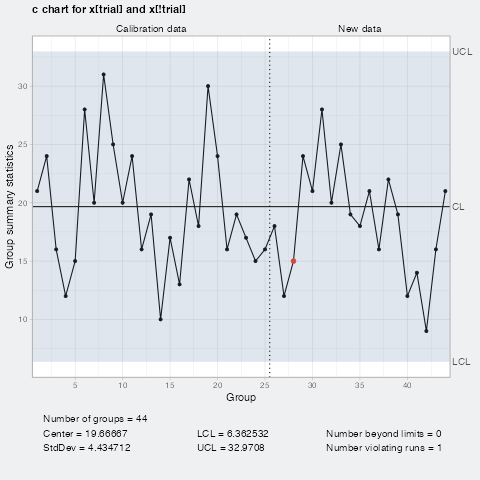 c chart for x[trial] and x[!trial]
Calibration data New data
UCL
CL
LCL
30
25
20
15
10
Group summary statistics
5 10 15 20 25 30 35 40
Group
Number of groups = 44
Center = 19.66667 LCL = 6.362532 Number beyond limits = 0
StdDev = 4.434712 UCL = 32.9708 Number violating runs = 1